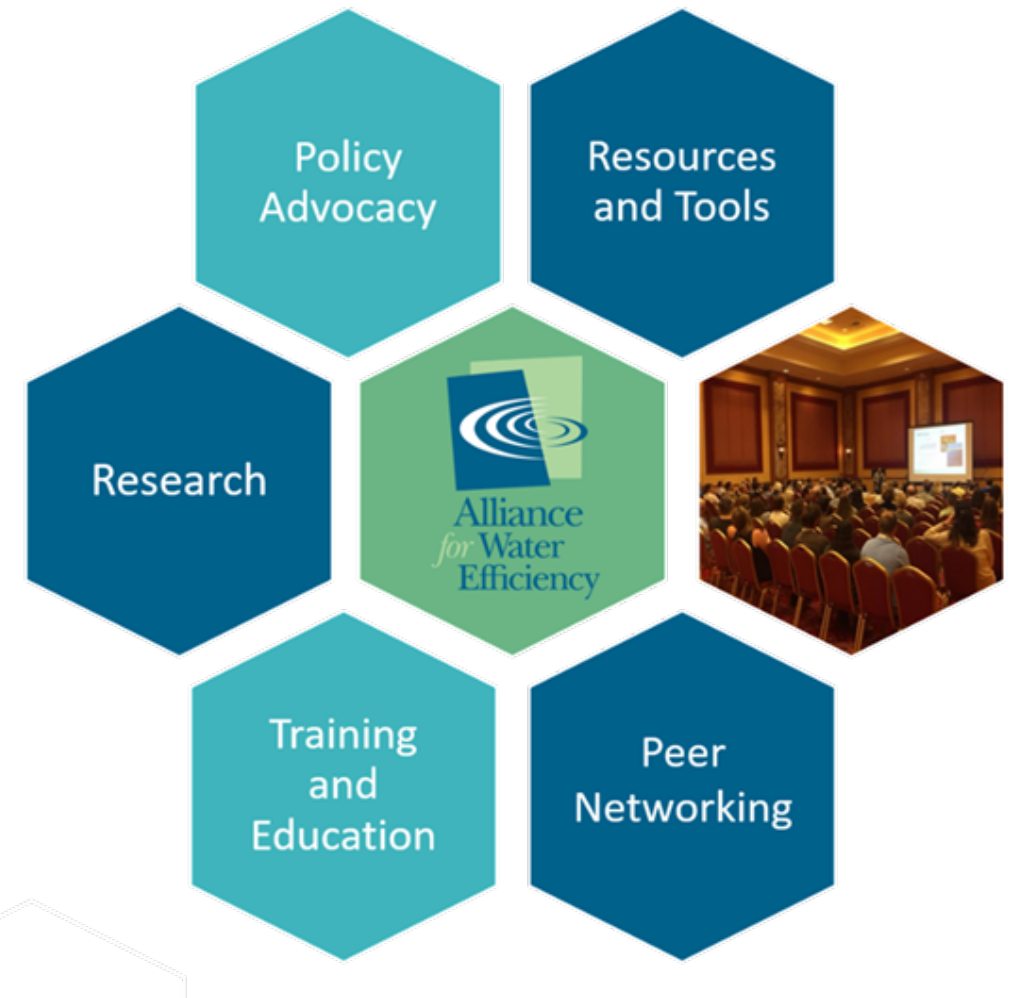 Policy
Advocacy
Resources
and Tools
Research
Alliance
for Water
Efficiency
Training
and
Education
Peer
Networking